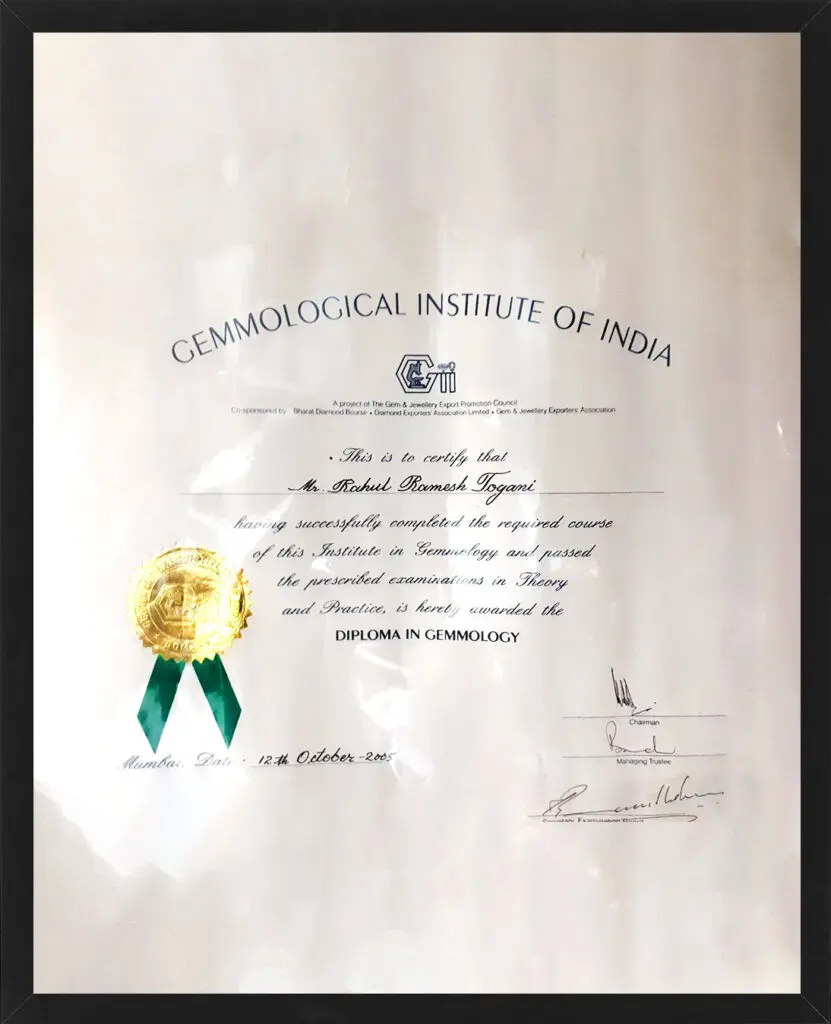 GEMMOLOGICAL INSTITUTE OF INDIA
Gii
A project of The Gem & Jewellery Export Promotion Council
Co-sponsored by Bharat Diamond Bourse • Diamond Exporters' Association Limited • Gem & Jewellery Exporters' Association
This is to certify that
Mr. Rahul Ramesh Togani
having successfully completed the required course
of this Institute in Gemmology and passed
the prescribed examinations in Theory
and Practice, is hereby awarded the
DIPLOMA IN GEMMOLOGY
Chairman
Managing Trustee
Mumbai, Date : 12th October - 2005